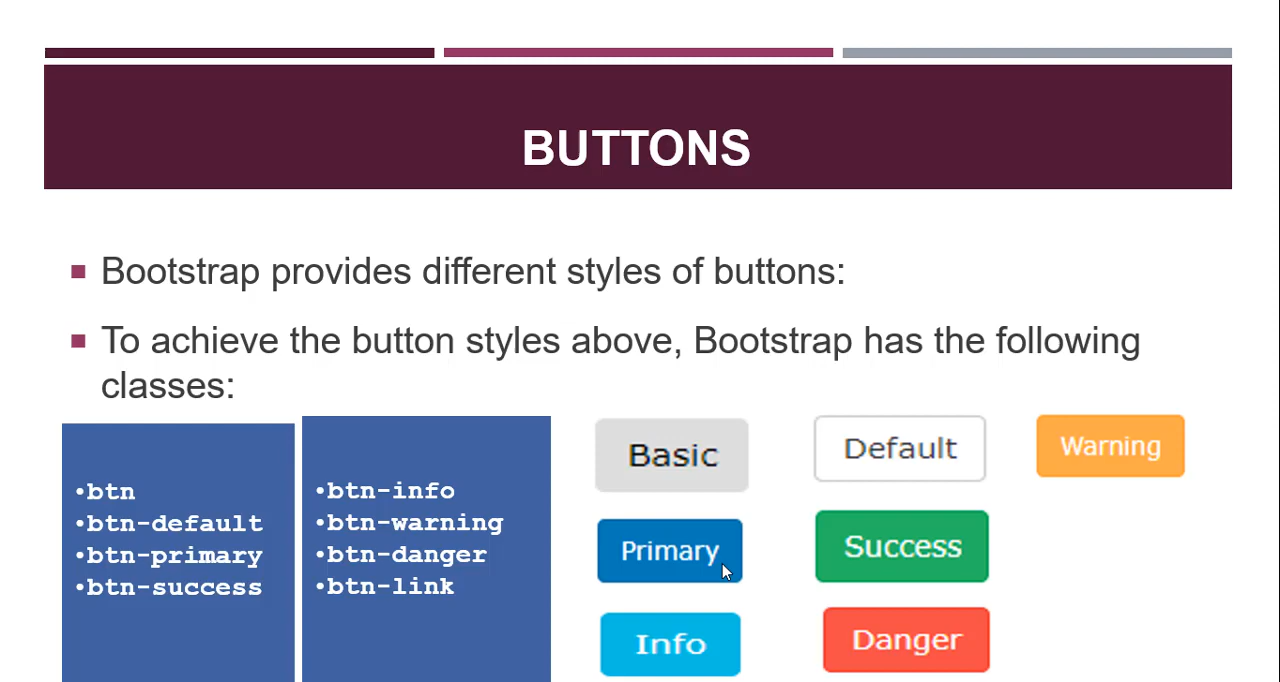 BUTTONS
Bootstrap provides different styles of buttons:
To achieve the button styles above, Bootstrap has the following
classes:
•btn
•btn-default
•btn-primary
•btn-success
•btn-info
•btn-warning
•btn-danger
•btn-link
Basic
Default
Warning
Primary
Success
Info
Danger